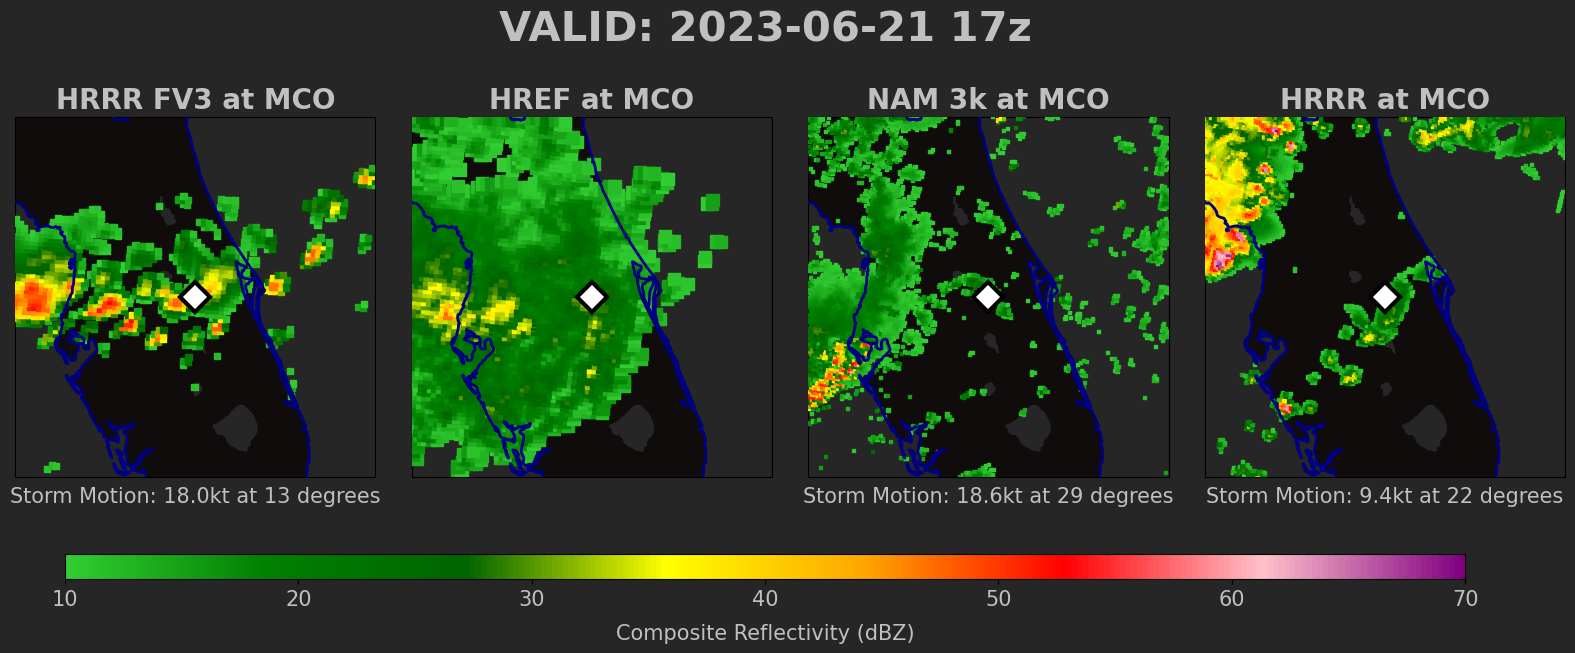 VALID: 2023-06-21 17z
HRRR FV3 at MCO
HREF at MCO
NAM 3k at MCO
HRRR at MCO
Storm Motion: 18.0kt at 13 degrees
Storm Motion: 18.6kt at 29 degrees
Storm Motion: 9.4kt at 22 degrees
10 20 30 40 50 60 70
Composite Reflectivity (dBZ)